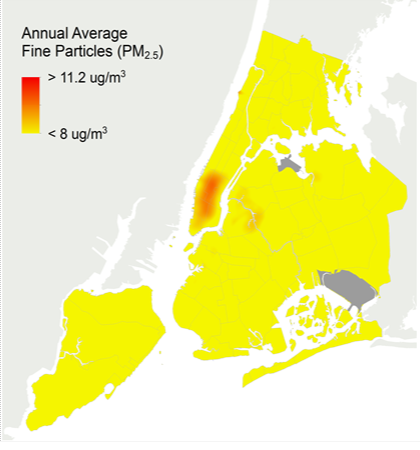 Annual Average
Fine Particles (PM2.5)
> 11.2 ug/m³
< 8 ug/m³